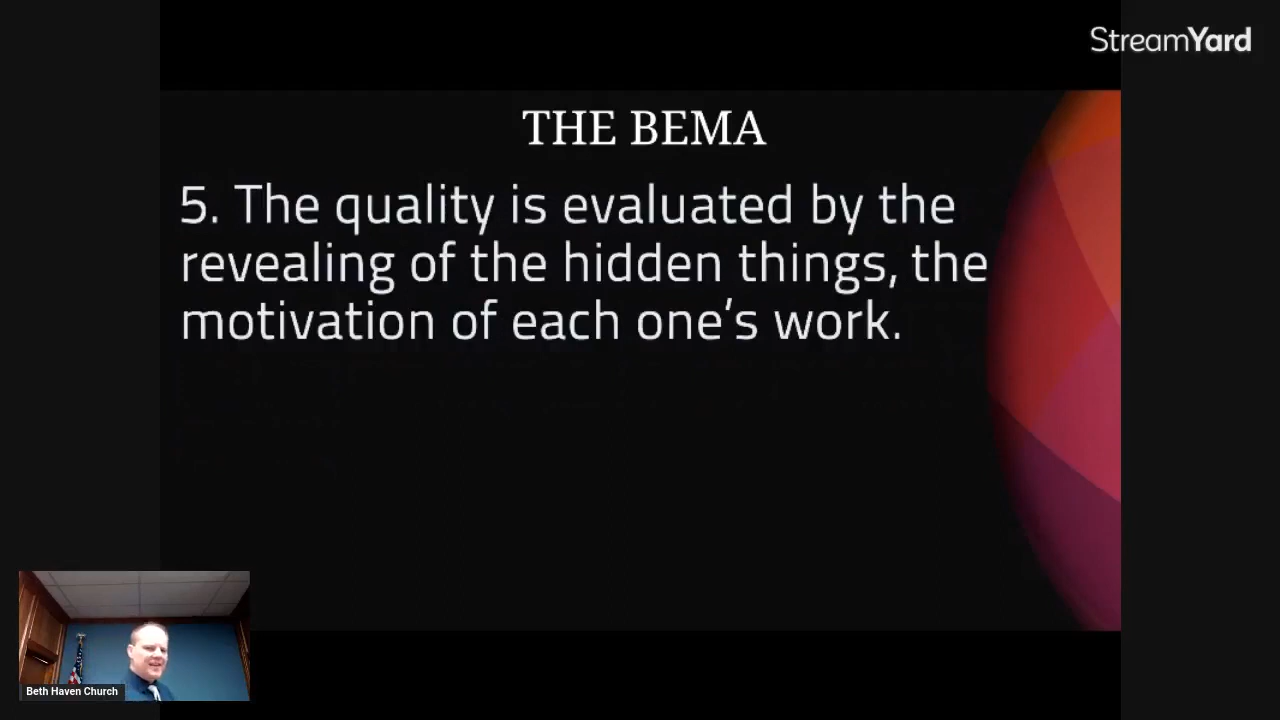 StreamYard
THE BEMA
5. The quality is evaluated by the
revealing of the hidden things, the
motivation of each one's work.
Beth Haven Church